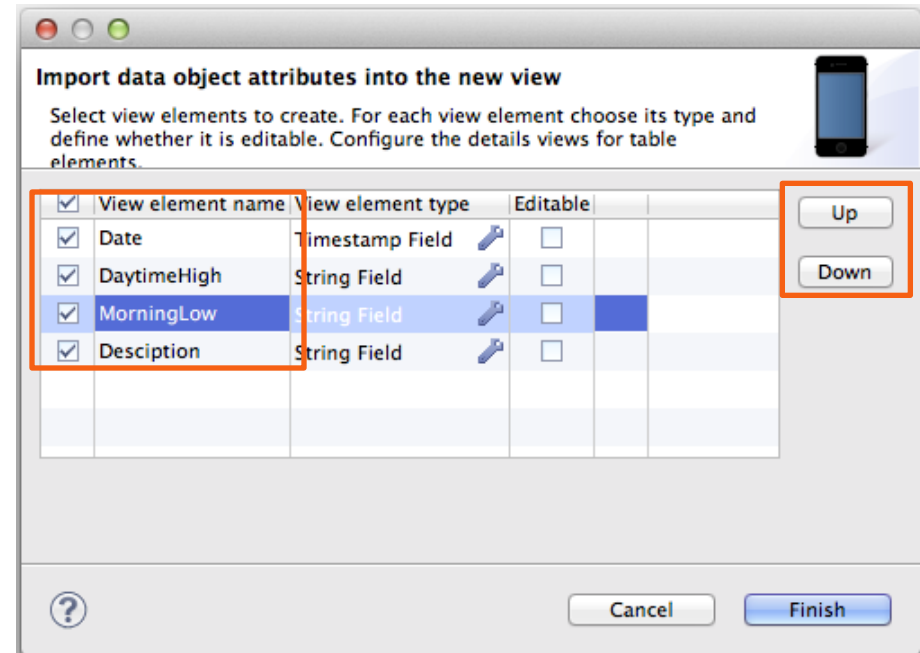 Import data object attributes into the new view
Select view elements to create. For each view element choose its type and
define whether it is editable. Configure the details views for table
elements.
View element name View element type Editable
Up
Date Timestamp Field
Down
DaytimeHigh String Field
MorningLow String Field
Desciption String Field
?
Cancel Finish